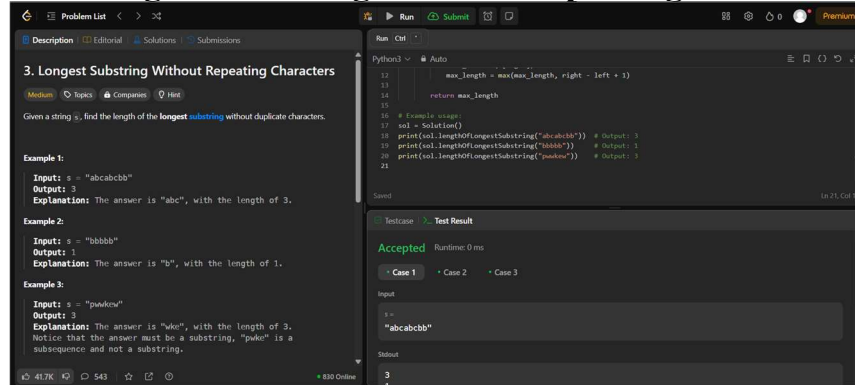 Problem List
Run
Submit
0
Premium
Description
Editorial
Solutions
Submissions
3. Longest Substring Without Repeating Characters
Medium
Topics
Companies
Hint
Given a string s, find the length of the longest substring without duplicate characters.
Example 1:
Input: s = "abcabcbb"
Output: 3
Explanation: The answer is "abc", with the length of 3.
Example 2:
Input: s = "bbbbb"
Output: 1
Explanation: The answer is "b", with the length of 1.
Example 3:
Input: s = "pwwkew"
Output: 3
Explanation: The answer is "wke", with the length of 3.
Notice that the answer must be a substring, "pwke" is a
subsequence and not a substring.
41.7K
543
830 Online
Run Ctrl '
Python3
Auto
12 max_length = max(max_length, right - left + 1)
13
14 return max_length
15
16 # Example usage:
17 sol = Solution()
18 print(sol.lengthOfLongestSubstring("abcabcbb")) # Output: 3
19 print(sol.lengthOfLongestSubstring("bbbbb")) # Output: 1
20 print(sol.lengthOfLongestSubstring("pwwkew")) # Output: 3
21
Saved
Ln 21, Col 1
Testcase
Test Result
Accepted Runtime: 0 ms
Case 1
Case 2
Case 3
Input
s =
"abcabcbb"
Stdout
3